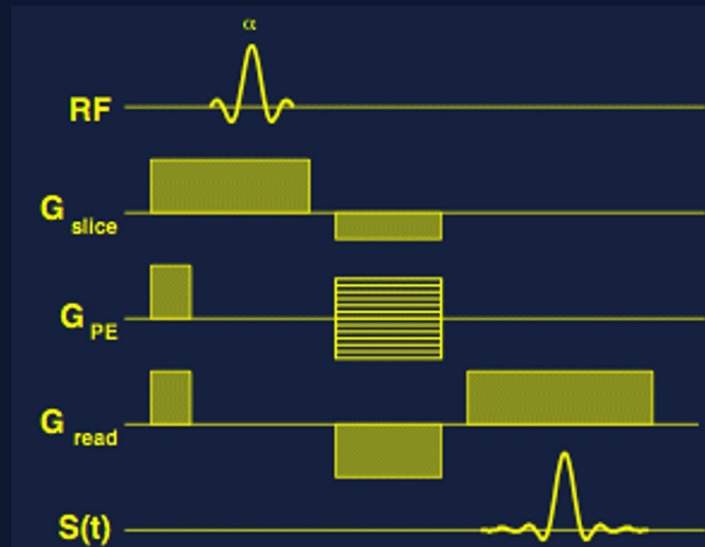 α
RF
G slice
G PE
G read
S(t)